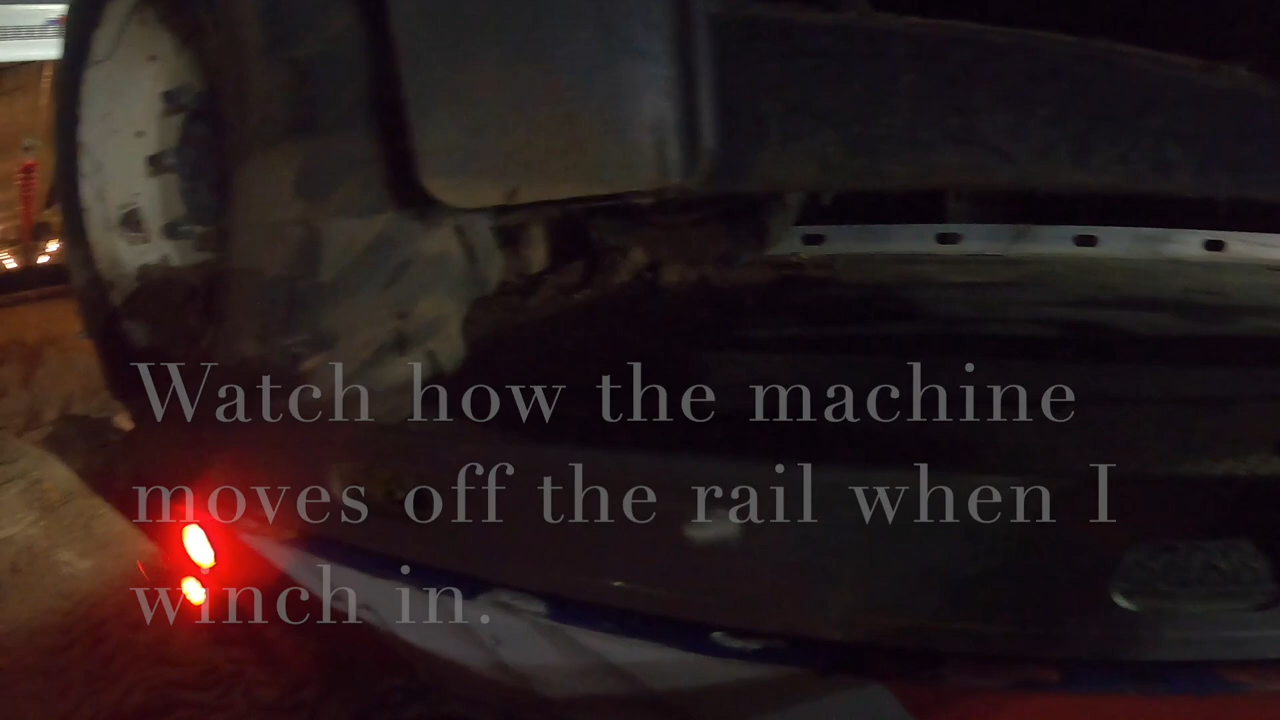 Watch how the machine
moves off the rail when I
winch in.